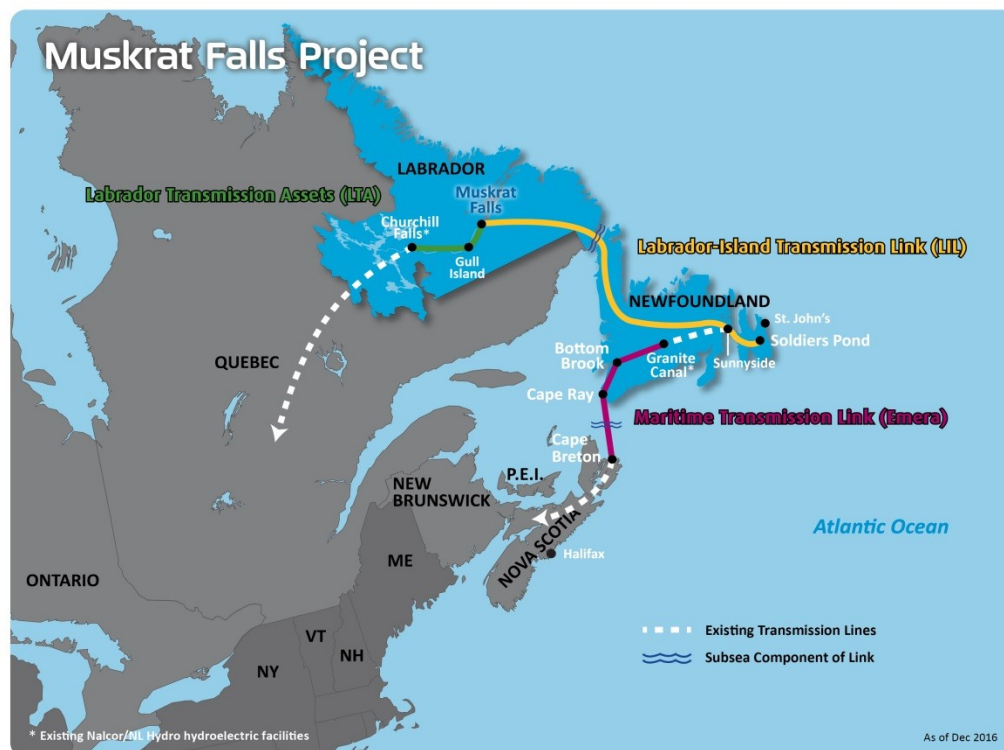 Muskrat Falls Project
LABRADOR
Labrador Transmission Assets (LTA)
Muskrat
Falls
Churchill
Falls*
Gull
Island
Labrador-Island Transmission Link (LIL)
NEWFOUNDLAND
St. John's
Soldiers Pond
Sunnyside
Bottom
Brook
Granite
Canal*
QUEBEC
Cape Ray
Maritime Transmission Link (Emera)
Cape
Breton
P.E.I.
NEW
BRUNSWICK
NOVA SCOTIA
Halifax
Atlantic Ocean
ME
ONTARIO
VT
NH
NY
Existing Transmission Lines
Subsea Component of Link
* Existing Nalcor/NL Hydro hydroelectric facilities
As of Dec 2016